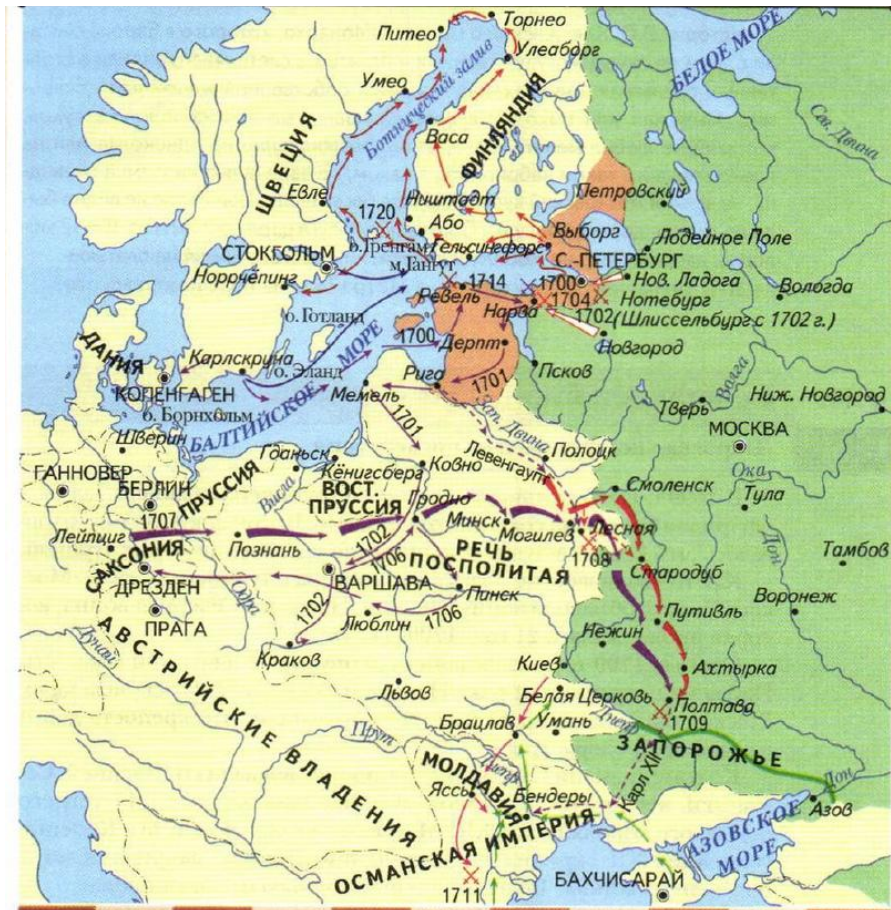 Торнео
Питео
Улеаборг
БЕЛОЕ МОРЕ
Умео
Ботнический залив
Сев. Двина
Васа
ФИНЛЯНДИЯ
ШВЕЦИЯ
Евле
Ништадт
Петровский
1720
Або
Выборг
Лодейное Поле
о.Гренгам
Гельсингфорс
СТОКГОЛЬМ
м.Гангут
С.-ПЕТЕРБУРГ
Норрчёпинг
1714
1700
Нов. Ладога
Вологда
Ревель
Нарва
1704
Нотебург
о. Готланд
1702
(Шлиссельбург с 1702 г.)
1700
Новгород
ДАНИЯ
Карлскруна
Дерпт
о. Эланд
КОПЕНГАГЕН
БАЛТИЙСКОЕ МОРЕ
Мемель
Рига
1701
Псков
Волга
Ниж. Новгород
о. Борнхольм
Тверь
1701
Зап. Двина
МОСКВА
Шверин
Гданьск
Левенгаупт
Полоцк
ГАННОВЕР
Кёнигсберг
Ковно
Ока
БЕРЛИН
ПРУССИЯ
Висла
ВОСТ.
ПРУССИЯ
Гродно
Смоленск
Тула
1707
Минск
Могилев
Лесная
Лейпциг
Познань
1702
РЕЧЬ
ПОСПОЛИТАЯ
1708
Дон
САКСОНИЯ
1706
Стародуб
Тамбов
ДРЕЗДЕН
Одра
ВАРШАВА
Пинск
Воронеж
ПРАГА
1702
Люблин
1706
Путивль
Нежин
Краков
Дунай
Киев
Ахтырка
АВСТРИЙСКИЕ ВЛАДЕНИЯ
Львов
Белая Церковь
Полтава
Брацлав
Умань
Днепр
1709
Прут
ЗАПОРОЖЬЕ
МОЛДАВИЯ
Днестр
Яссы
Карл XII
Дон
Бендеры
Азов
ОСМАНСКАЯ ИМПЕРИЯ
АЗОВСКОЕ
МОРЕ
1711
БАХЧИСАРАЙ